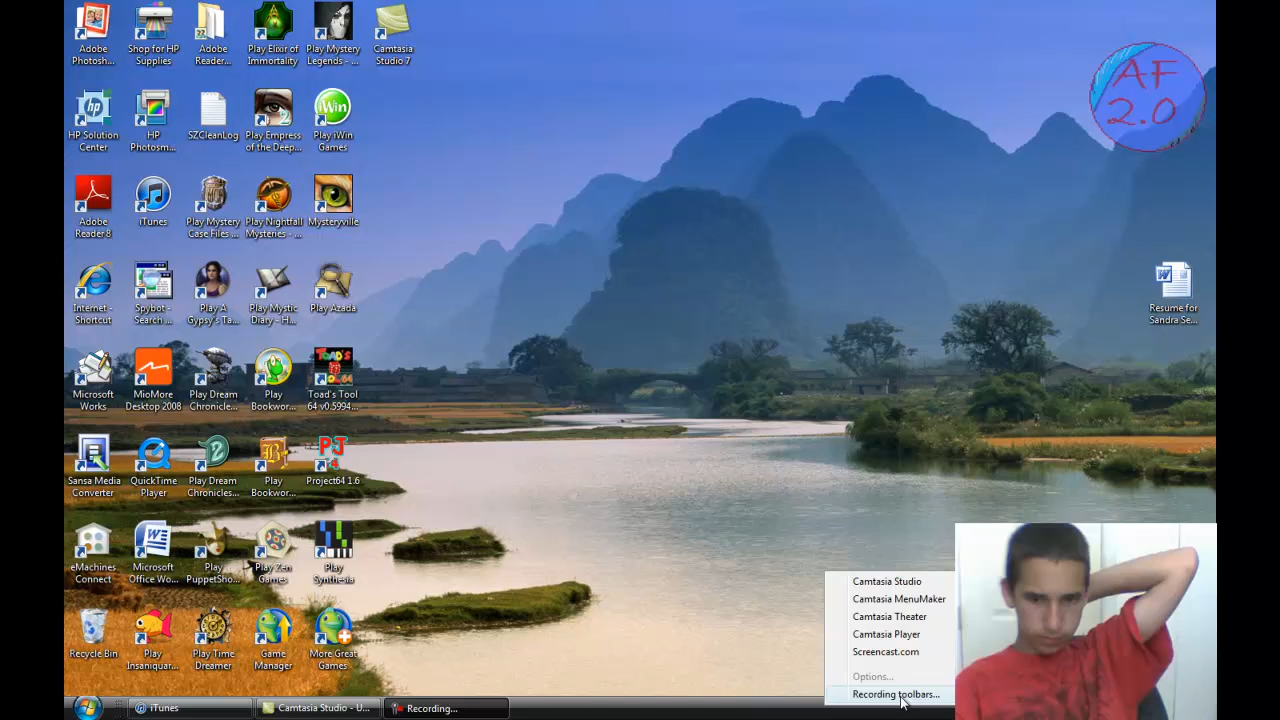 Adobe
Photosh...
Shop for HP
Supplies
Adobe
Reader...
Play Elixir of
Immortality
Play Mystery
Legends - ...
Camtasia
Studio 7
AF
2.0
HP Solution
Center
HP
Photosm...
SZCleanLog
Play Empress
of the Deep...
iWin
Play iWin
Games
Adobe
Reader 8
iTunes
Play Mystery
Case Files ...
Play Nightfall
Mysteries - ...
Mysteryville
Internet -
Shortcut
Spybot -
Search ...
Play A
Gypsy's Ta...
Play Mystic
Diary - H...
Play Azada
Resume for
Sandra Se...
Microsoft
Works
MioMore
Desktop 2008
Play Dream
Chronicle...
Play
Bookwor...
TOAD'S
TOOL64
Toad's Tool
64 v0.5994...
Sansa Media
Converter
QuickTime
Player
Play Dream
Chronicles...
Play
Bookwor...
PJ
Project64 1.6
eMachines
Connect
Microsoft
Office Wo...
Play
PuppetSho...
Play Zen
Games
Play
Synthesia
Recycle Bin
Play
Insaniquar...
Play Time
Dreamer
Game
Manager
More Great
Games
Camtasia Studio
Camtasia MenuMaker
Camtasia Theater
Camtasia Player
Screencast.com
Options...
Recording toolbars...
iTunes
Camtasia Studio - U...
Recording...